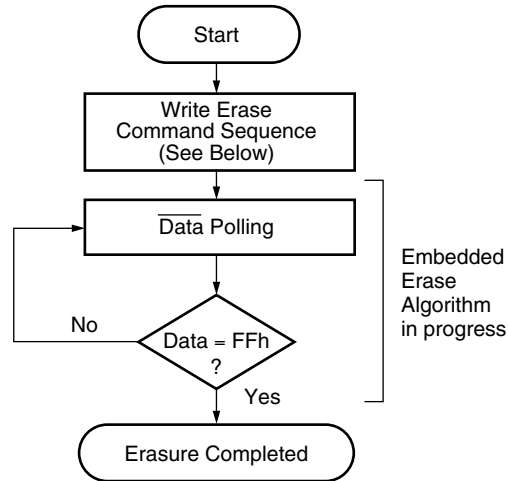 Start
Write Erase
Command Sequence
(See Below)
Data Polling
Embedded
Erase
Algorithm
in progress
No
Data = FFh
?
Yes
Erasure Completed